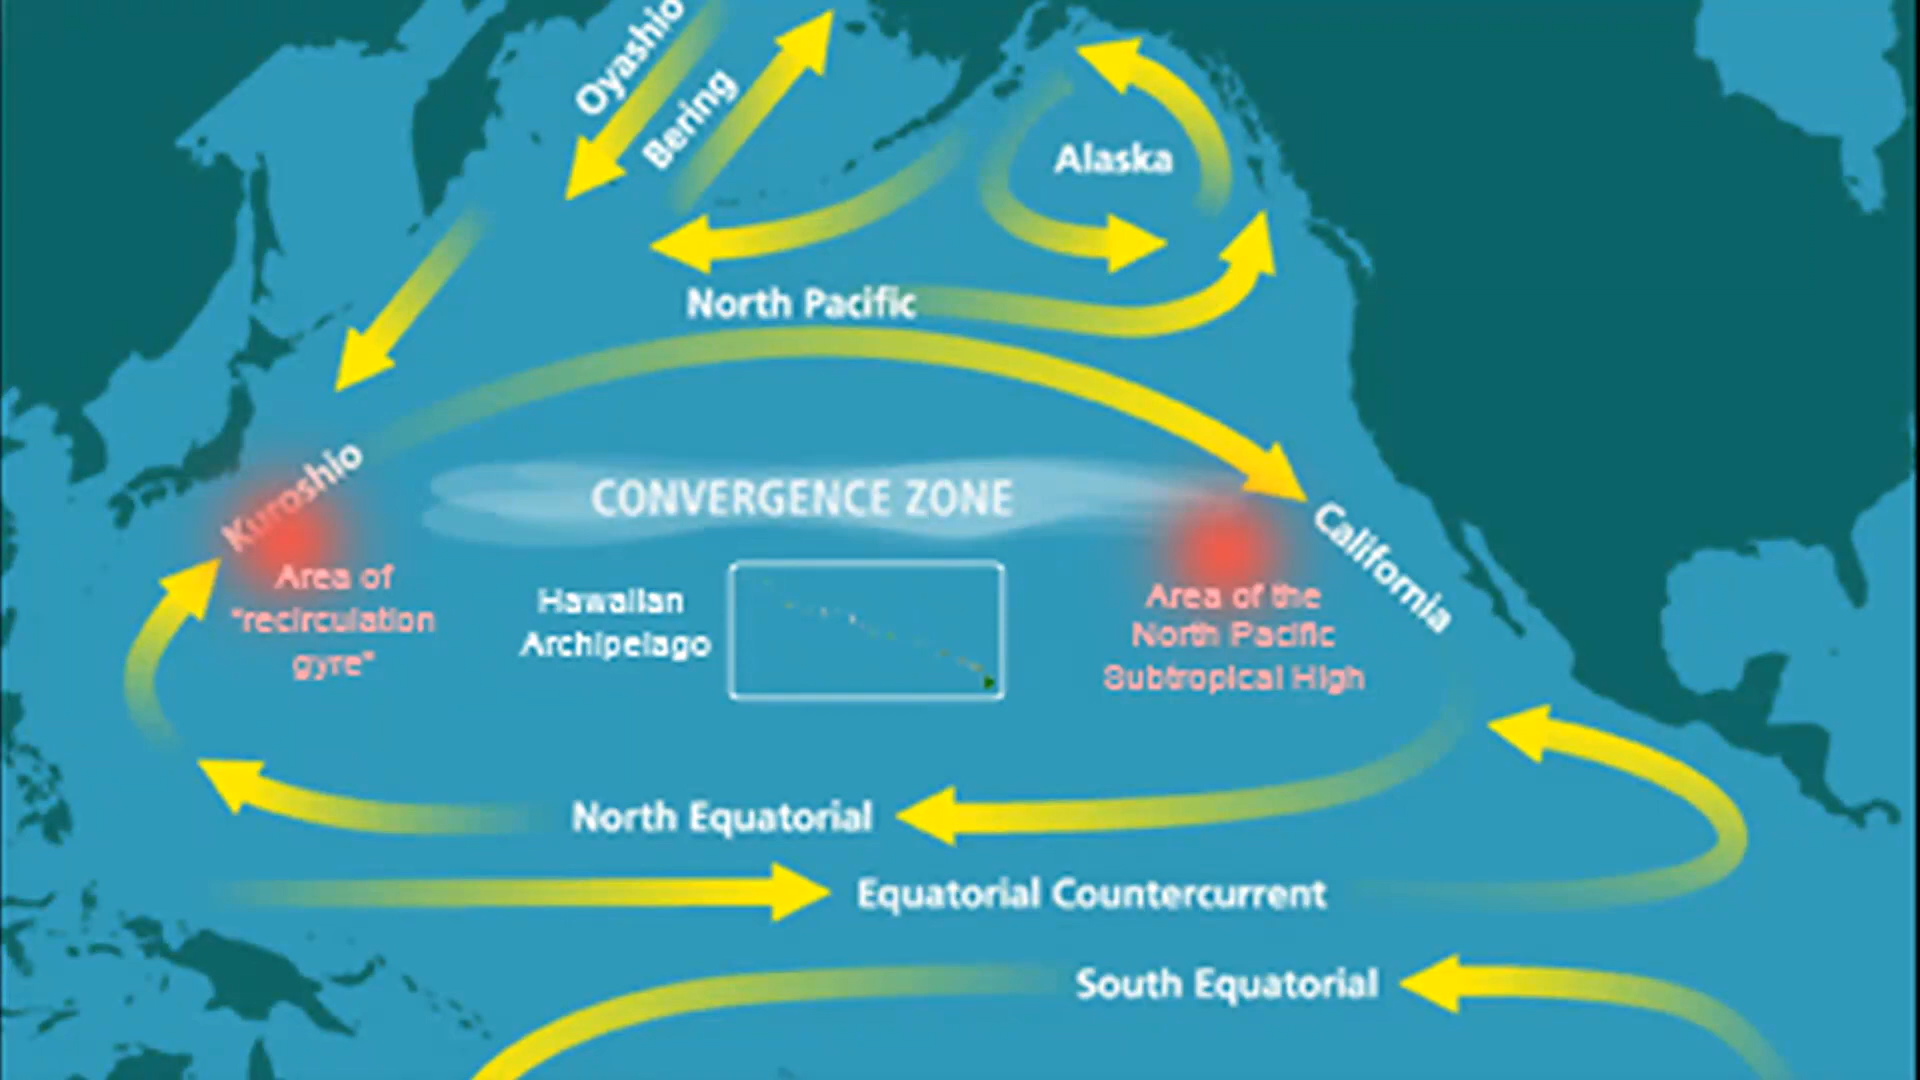 Oyashio
Bering
Alaska
North Pacific
Kuroshio
CONVERGENCE ZONE
California
Area of
"recirculation
gyre"
Hawaiian
Archipelago
Area of the
North Pacific
Subtropical High
North Equatorial
Equatorial Countercurrent
South Equatorial